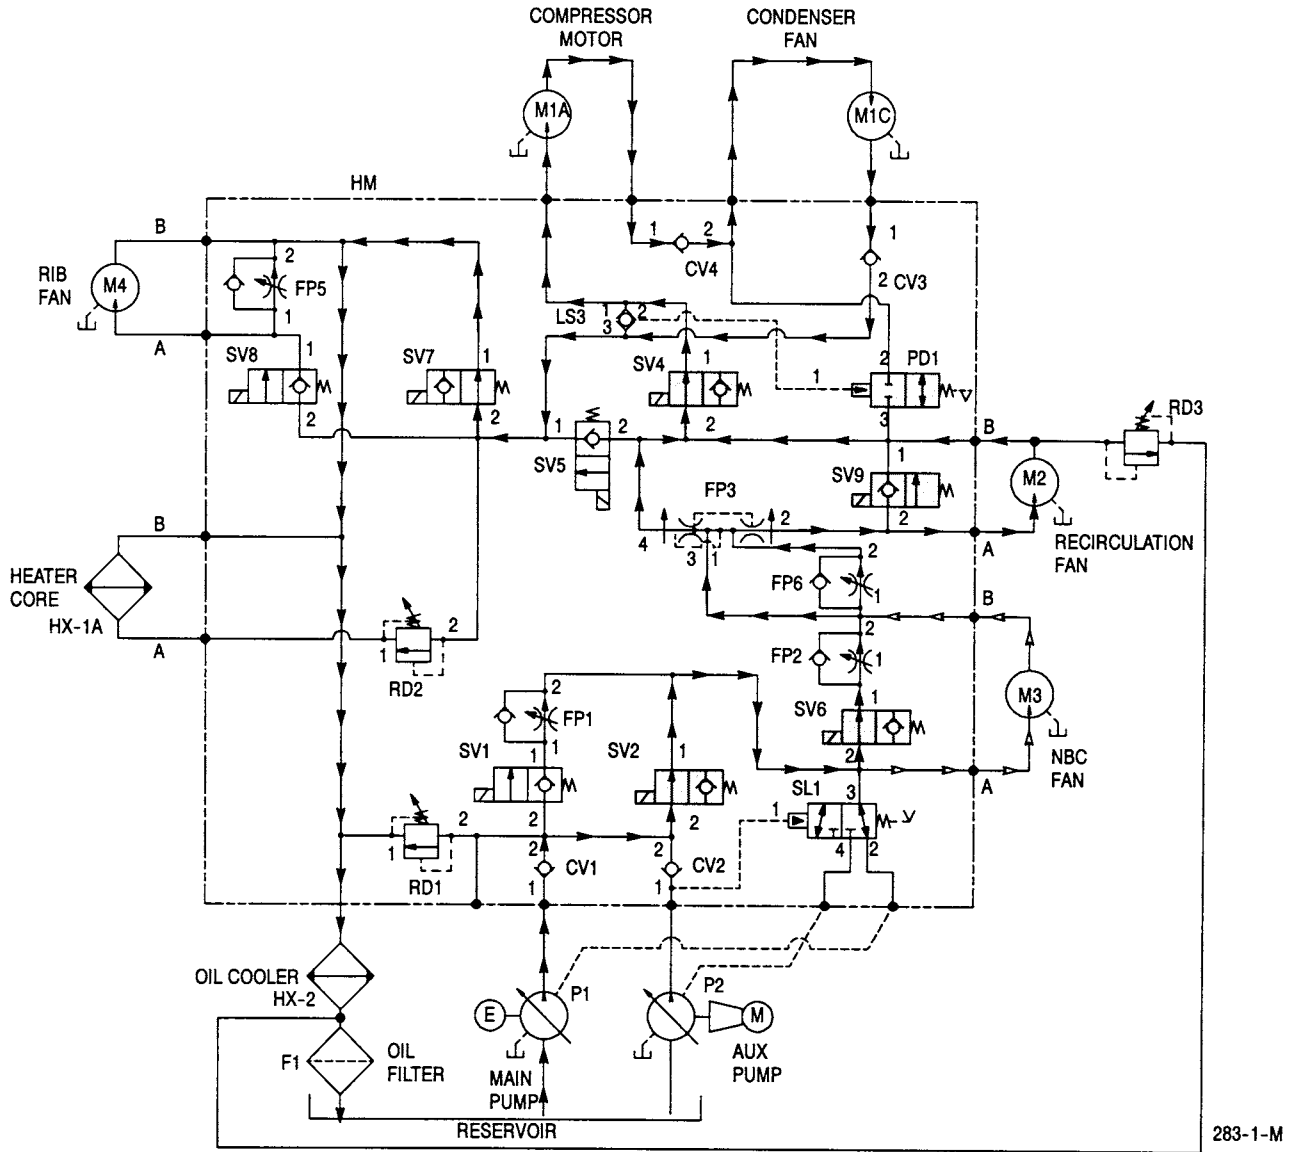 COMPRESSOR
MOTOR
CONDENSER
FAN
M1A
M1C
HM
B
1
2
1
CV4
2
CV3
RIB
FAN
M4
2
FP5
1
LS3
1
2
3
A
SV8
1
SV7
1
SV4
1
2
PD1
1
3
RD3
2
2
1
2
2
B
SV5
SV9
1
2
M2
FP3
2
4
3
1
A
RECIRCULATION
FAN
B
2
HEATER
CORE
HX-1A
FP6
1
B
A
2
1
RD2
2
FP2
1
M3
2
FP1
1
SV6
1
2
NBC
FAN
SV1
1
SV2
1
SL1
3
A
1
4
2
2
1
RD1
2
2
CV1
1
2
2
CV2
1
OIL COOLER
HX-2
P1
P2
E
M
F1
OIL
FILTER
MAIN
PUMP
AUX
PUMP
RESERVOIR
283-1-M